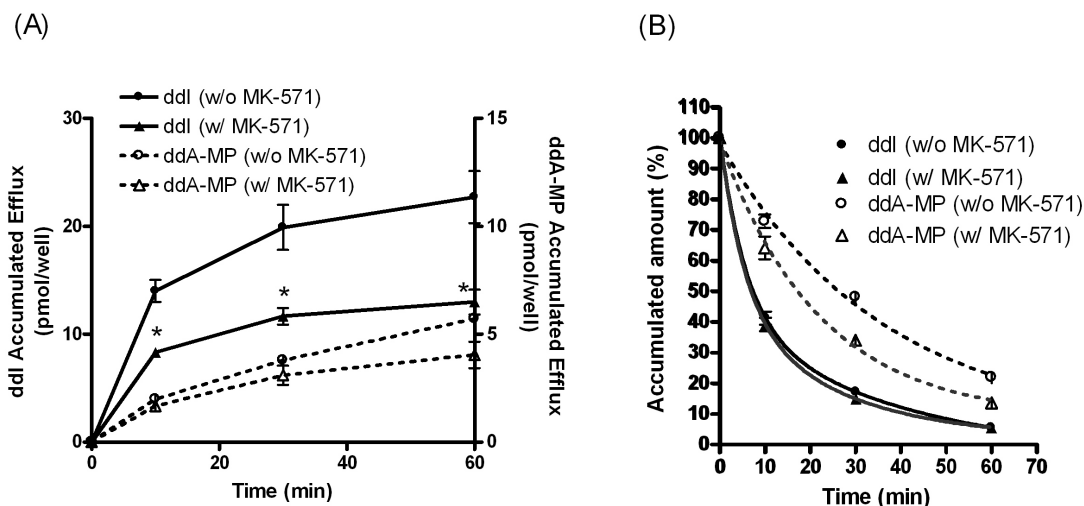 (A)
ddI (w/o MK-571)
ddI (w/ MK-571)
ddA-MP (w/o MK-571)
ddA-MP (w/ MK-571)
ddI Accumulated Efflux
(pmol/well)
30
20
10
0
15
10
5
0
ddA-MP Accumulated Efflux
(pmol/well)
*
*
*
0
20
40
60
Time (min)
(B)
Accumulated amount (%)
110
100
90
80
70
60
50
40
30
20
10
0
ddI (w/o MK-571)
ddI (w/ MK-571)
ddA-MP (w/o MK-571)
ddA-MP (w/ MK-571)
0
10
20
30
40
50
60
70
Time (min)